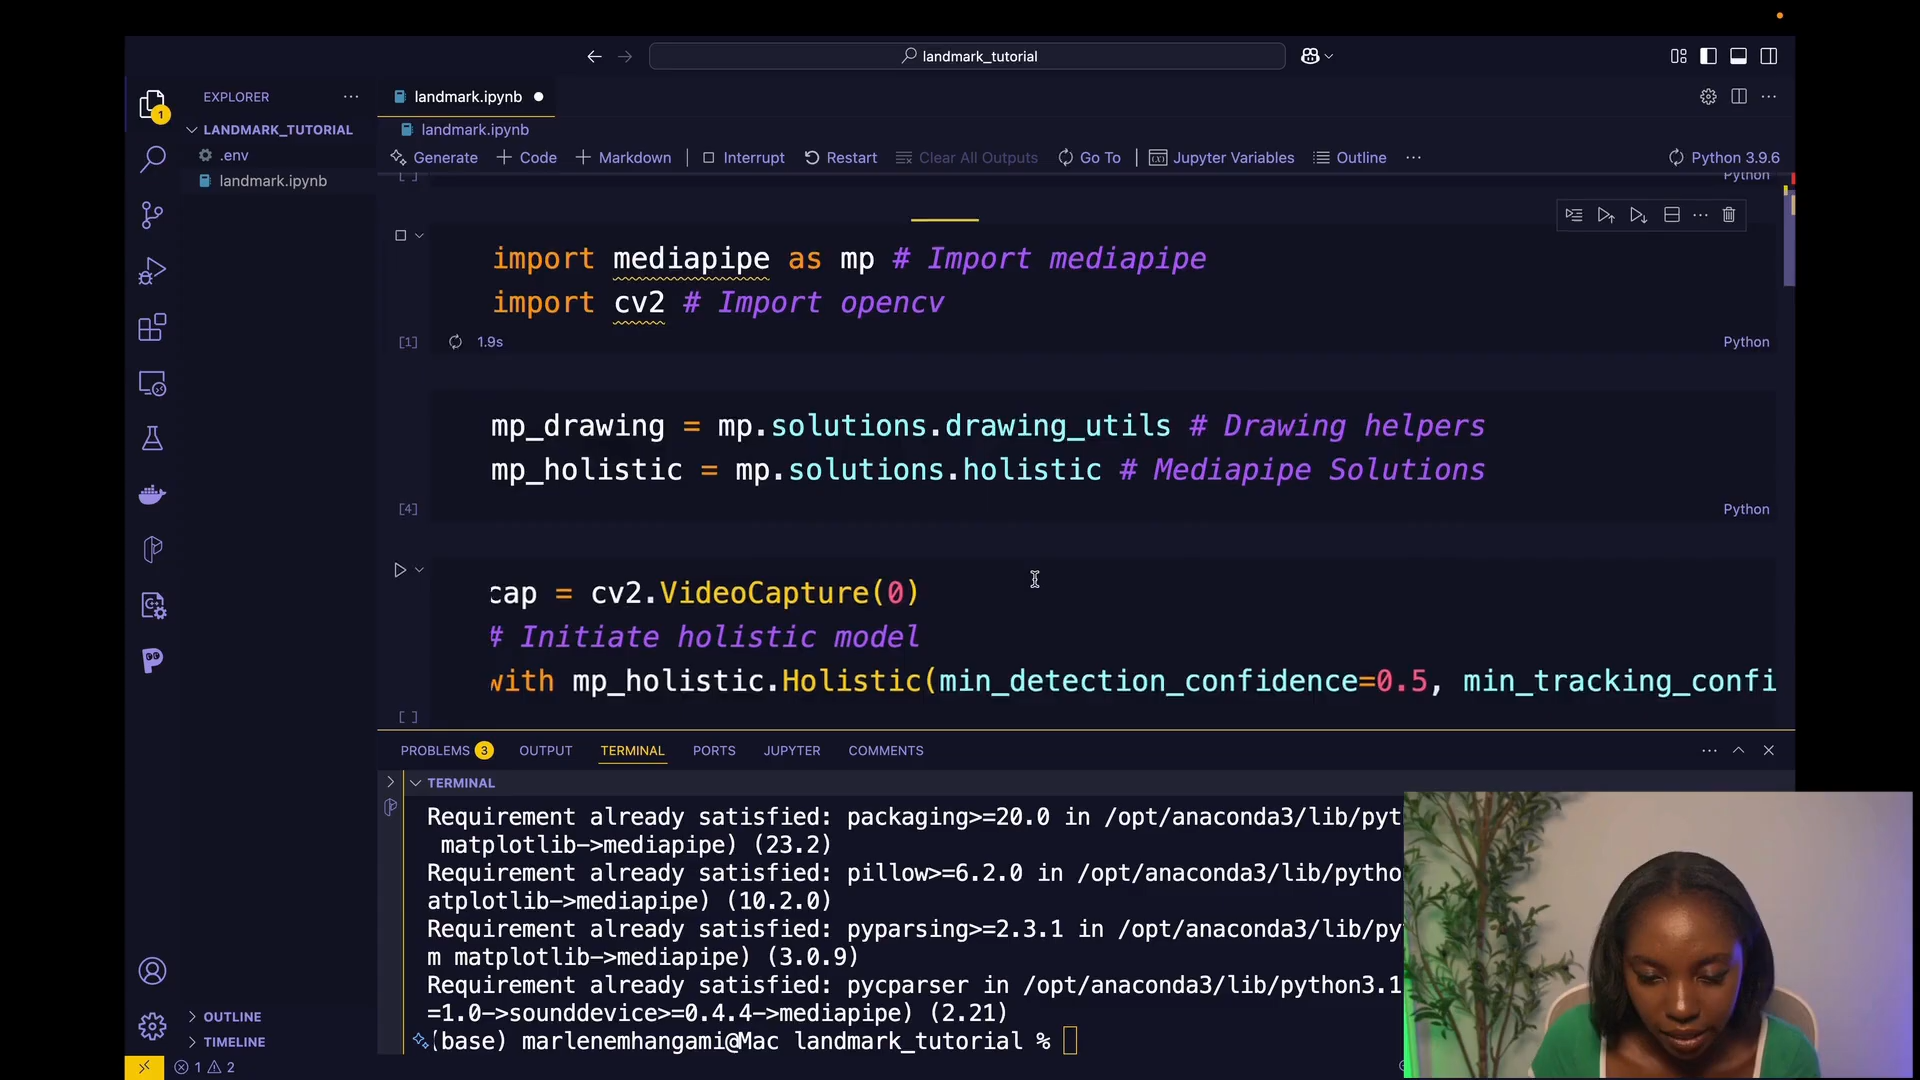 landmark_tutorial
EXPLORER
landmark.ipynb
1
LANDMARK_TUTORIAL
.env
landmark.ipynb
landmark.ipynb
Generate
Code
Markdown
Interrupt
Restart
Clear All Outputs
Go To
Jupyter Variables
Outline
Python 3.9.6
[ ]
Python
import mediapipe as mp # Import mediapipe
import cv2 # Import opencv
[1]
1.9s
Python
mp_drawing = mp.solutions.drawing_utils # Drawing helpers
mp_holistic = mp.solutions.holistic # Mediapipe Solutions
[4]
Python
cap = cv2.VideoCapture(0)
# Initiate holistic model
with mp_holistic.Holistic(min_detection_confidence=0.5, min_tracking_confi
[ ]
PROBLEMS 3
OUTPUT
TERMINAL
PORTS
JUPYTER
COMMENTS
TERMINAL
Requirement already satisfied: packaging>=20.0 in /opt/anaconda3/lib/pyt
matplotlib->mediapipe) (23.2)
Requirement already satisfied: pillow>=6.2.0 in /opt/anaconda3/lib/pytho
atplotlib->mediapipe) (10.2.0)
Requirement already satisfied: pyparsing>=2.3.1 in /opt/anaconda3/lib/py
m matplotlib->mediapipe) (3.0.9)
Requirement already satisfied: pycparser in /opt/anaconda3/lib/python3.1
=1.0->sounddevice>=0.4.4->mediapipe) (2.21)
(base) marlenemhangami@Mac landmark_tutorial %
OUTLINE
TIMELINE
1
2